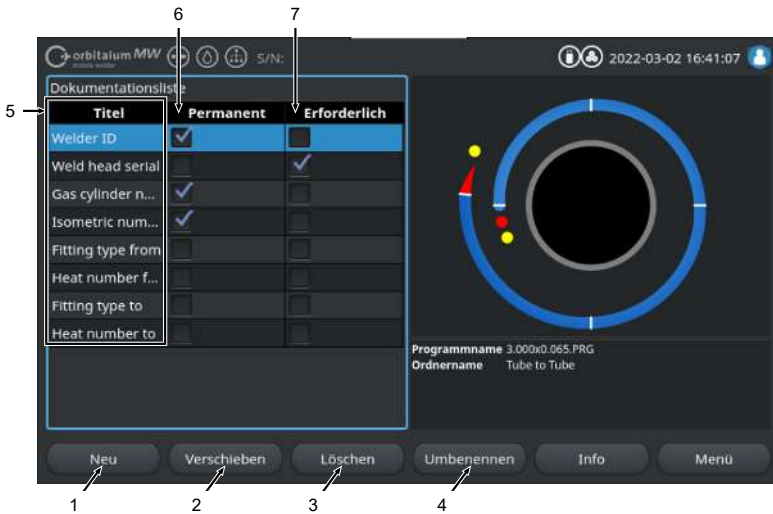 6 7
orbitalum MW S/N: 2022-03-02 16:41:07
mobile welder
Dokumentationsliste
5 Titel Permanent Erforderlich
Welder ID
Weld head serial
Gas cylinder n...
Isometric num...
Fitting type from
Heat number f...
Fitting type to
Heat number to
Programmname 3.000x0.065.PRG
Ordnername Tube to Tube
Neu Verschieben Löschen Umbenennen Info Menü
1 2 3 4